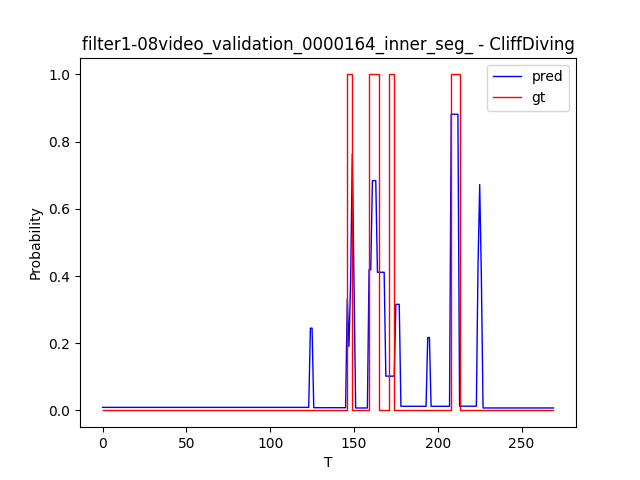 filter1-08video_validation_0000164_inner_seg_ - CliffDiving
pred
gt
Probability
1.0
0.8
0.6
0.4
0.2
0.0
0 50 100 150 200 250
T